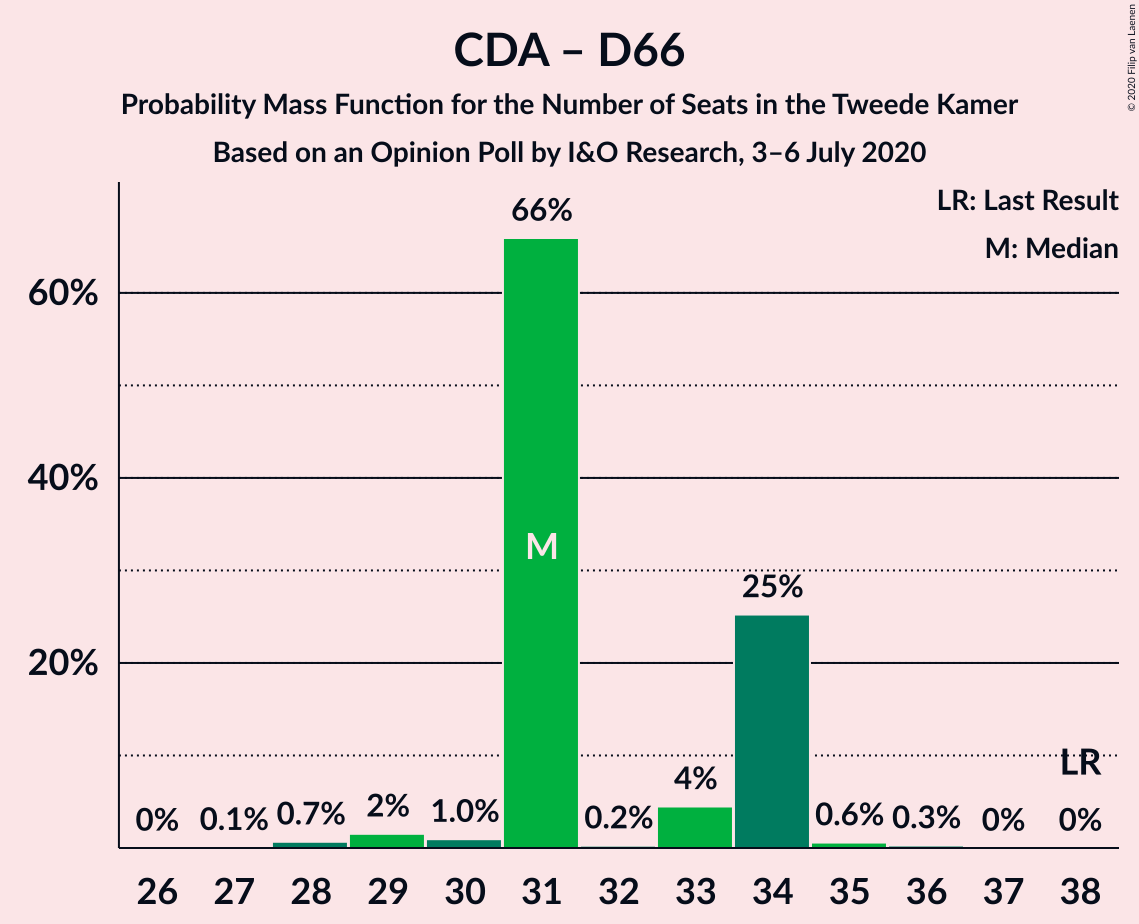 CDA – D66
Probability Mass Function for the Number of Seats in the Tweede Kamer
Based on an Opinion Poll by I&O Research, 3–6 July 2020
© 2020 Filip van Laenen
LR: Last Result
M: Median
60%
40%
20%
0%
0.1%
0.7%
2%
1.0%
66%
M
0.2%
4%
25%
0.6%
0.3%
0%
LR
0%
26 27 28 29 30 31 32 33 34 35 36 37 38